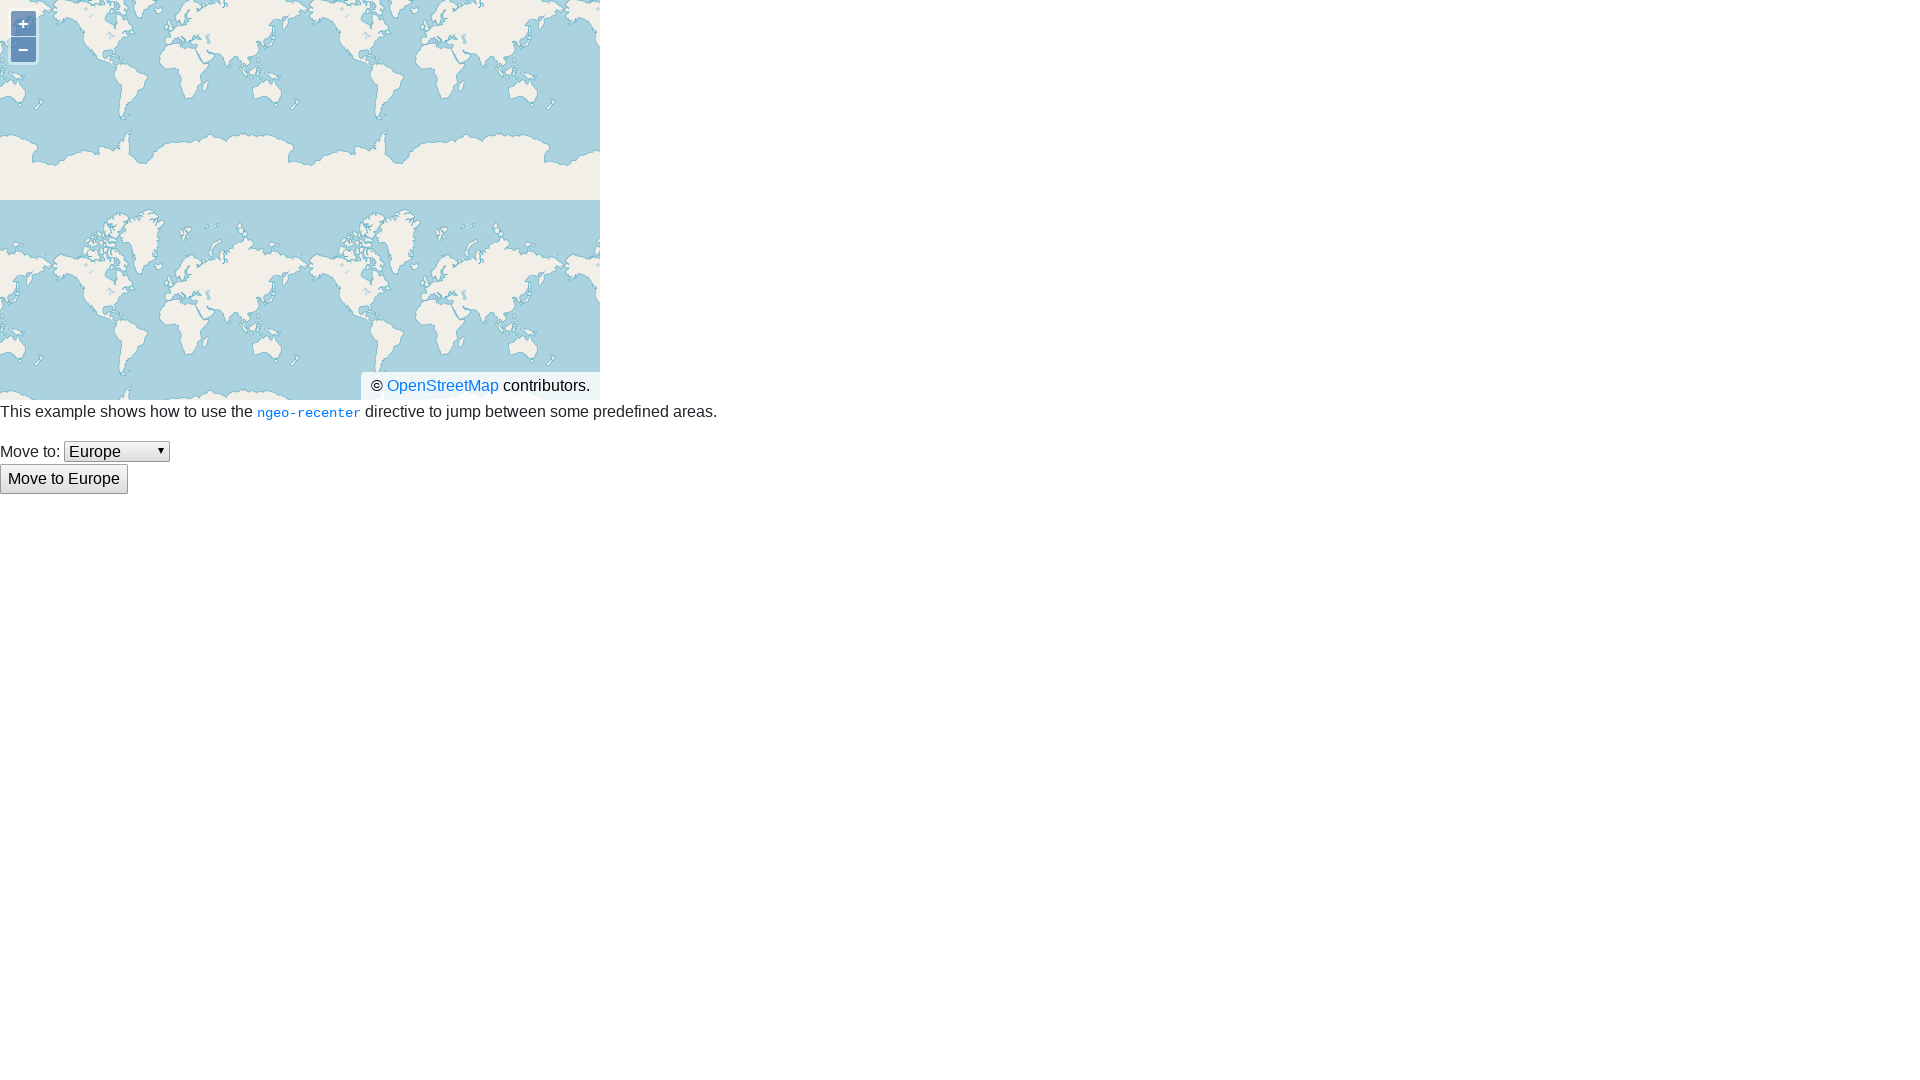 +
−
© OpenStreetMap contributors.
This example shows how to use the ngeo-recenter directive to jump between some predefined areas.
Move to: Europe
Move to Europe